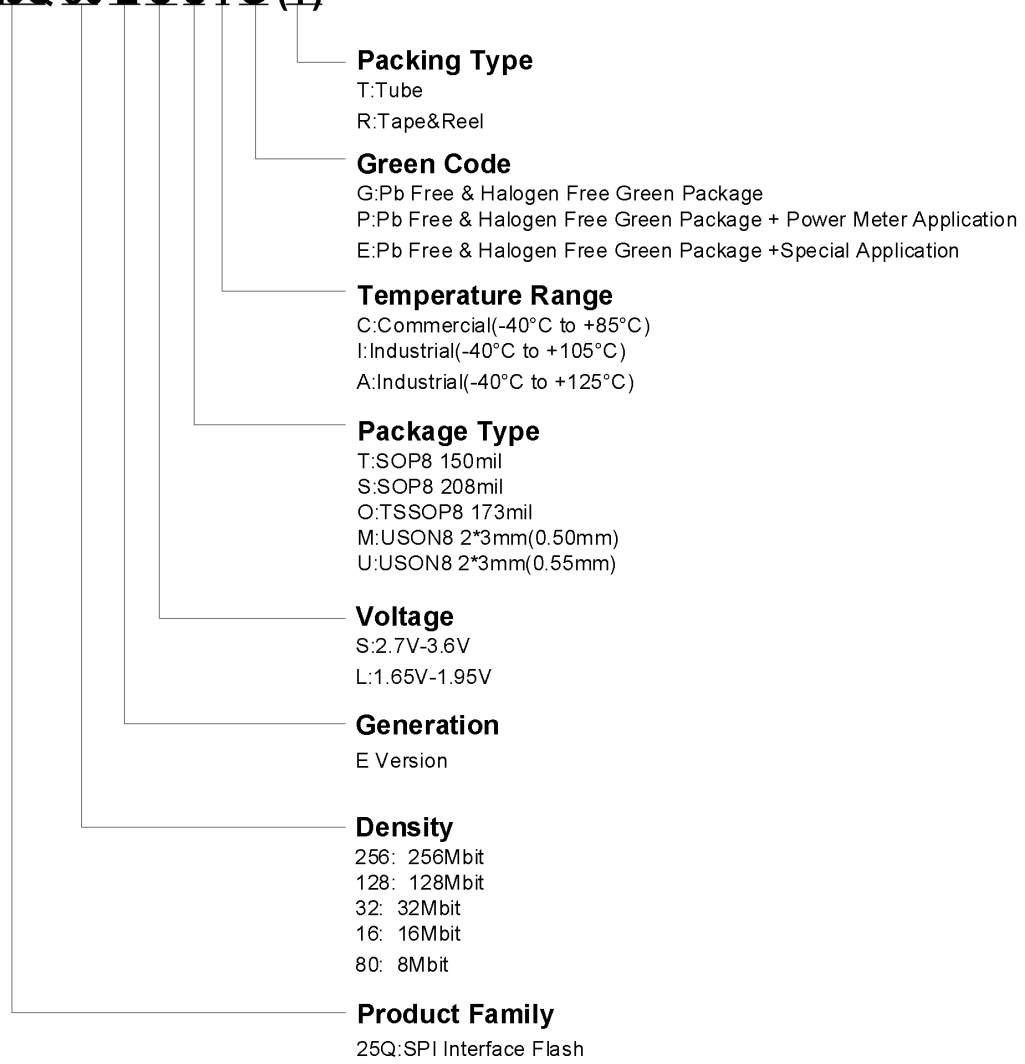 Packing Type
T:Tube
R:Tape&Reel
Green Code
G:Pb Free & Halogen Free Green Package
P:Pb Free & Halogen Free Green Package + Power Meter Application
E:Pb Free & Halogen Free Green Package +Special Application
Temperature Range
C:Commercial(-40°C to +85°C)
I:Industrial(-40°C to +105°C)
A:Industrial(-40°C to +125°C)
Package Type
T:SOP8 150mil
S:SOP8 208mil
O:TSSOP8 173mil
M:USON8 2*3mm(0.50mm)
U:USON8 2*3mm(0.55mm)
Voltage
S:2.7V-3.6V
L:1.65V-1.95V
Generation
E Version
Density
256: 256Mbit
128: 128Mbit
32: 32Mbit
16: 16Mbit
80: 8Mbit
Product Family
25Q:SPI Interface Flash